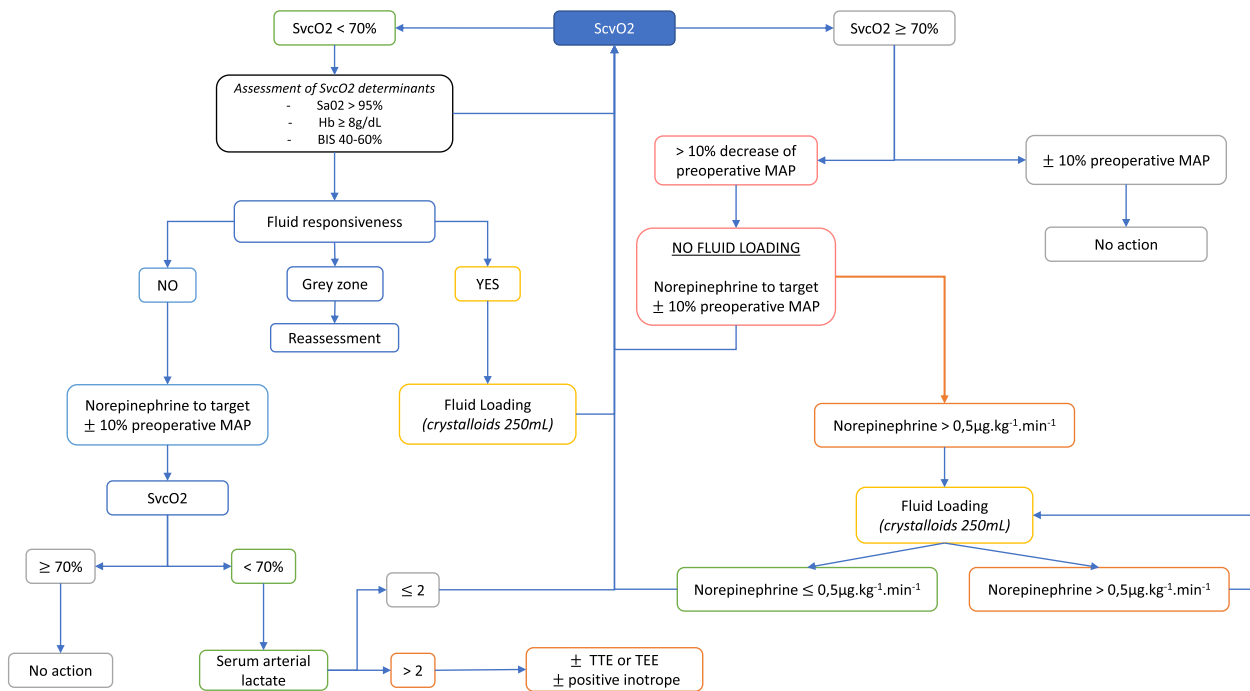 ScvO2
SvcO2 < 70%
SvcO2 ≥ 70%
Assessment of SvcO2 determinants
- Sa02 > 95%
- Hb ≥ 8g/dL
- BIS 40-60%
Fluid responsiveness
NO
Grey zone
YES
Reassessment
Norepinephrine to target
± 10% preoperative MAP
Fluid Loading
(crystalloids 250mL)
SvcO2
≥ 70%
< 70%
No action
Serum arterial
lactate
≤ 2
> 2
± TTE or TEE
± positive inotrope
> 10% decrease of
preoperative MAP
± 10% preoperative MAP
No action
NO FLUID LOADING
Norepinephrine to target
± 10% preoperative MAP
Norepinephrine > 0,5µg.kg⁻¹.min⁻¹
Fluid Loading
(crystalloids 250mL)
Norepinephrine ≤ 0,5µg.kg⁻¹.min⁻¹
Norepinephrine > 0,5µg.kg⁻¹.min⁻¹